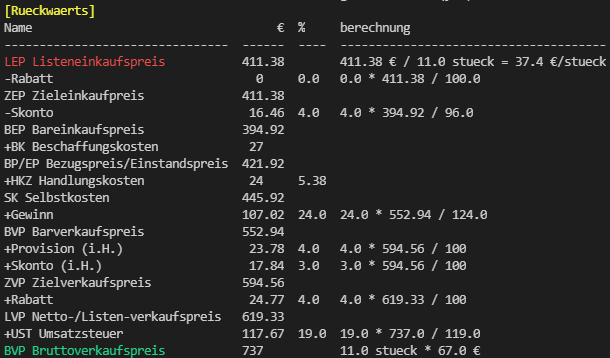 [Rueckwaerts]
Name € % berechnung
------------------------------ ------ ---- -----------------------------------
LEP Listeneinkaufspreis 411.38 411.38 € / 11.0 stueck = 37.4 €/stueck
-Rabatt 0 0.0 0.0 * 411.38 / 100.0
ZEP Zieleinkaufpreis 411.38
-Skonto 16.46 4.0 4.0 * 394.92 / 96.0
BEP Bareinkaufspreis 394.92
+BK Beschaffungskosten 27
BP/EP Bezugspreis/Einstandspreis 421.92
+HKZ Handlungskosten 24 5.38
SK Selbstkosten 445.92
+Gewinn 107.02 24.0 24.0 * 552.94 / 124.0
BVP Barverkaufspreis 552.94
+Provision (i.H.) 23.78 4.0 4.0 * 594.56 / 100
+Skonto (i.H.) 17.84 3.0 3.0 * 594.56 / 100
ZVP Zielverkaufspreis 594.56
+Rabatt 24.77 4.0 4.0 * 619.33 / 100
LVP Netto-/Listen-verkaufspreis 619.33
+UST Umsatzsteuer 117.67 19.0 19.0 * 737.0 / 119.0
BVP Bruttoverkaufspreis 737 11.0 stueck * 67.0 €